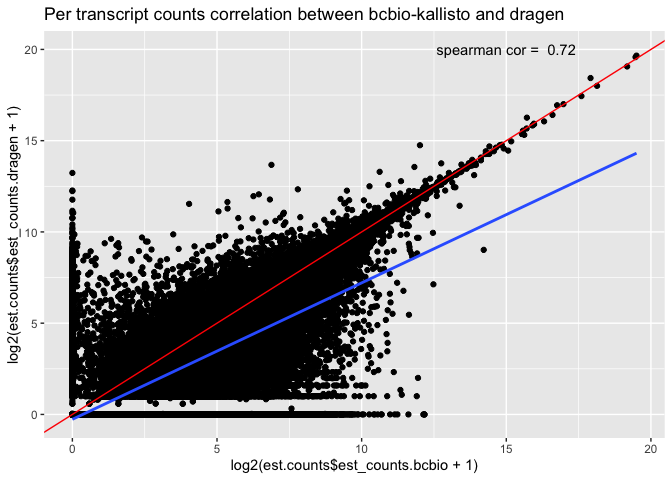 Per transcript counts correlation between bcbio-kallisto and dragen
spearman cor =  0.72
20
15
110
5
0
log2(est.counts$est_counts.dragen + 1)
0
5
10
15
20
log2(est.counts$est_counts.bcbio + 1)